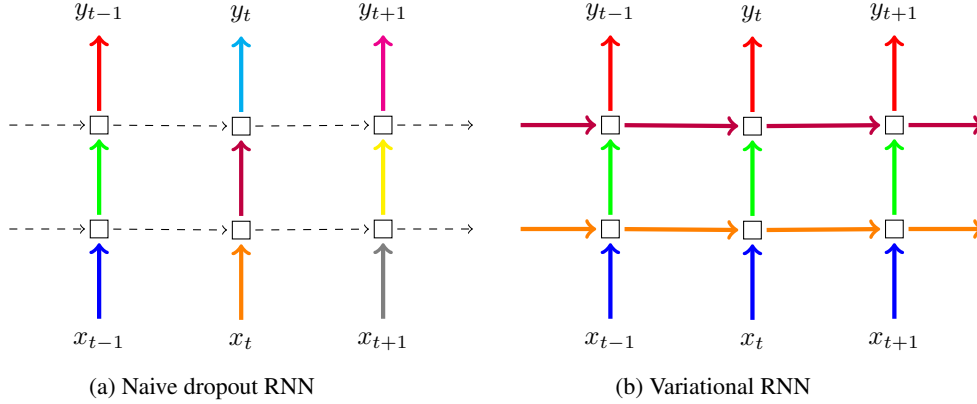 y_{t−1} y_t y_{t+1} y_{t−1} y_t y_{t+1}
x_{t−1} x_t x_{t+1} x_{t−1} x_t x_{t+1}
(a) Naive dropout RNN (b) Variational RNN